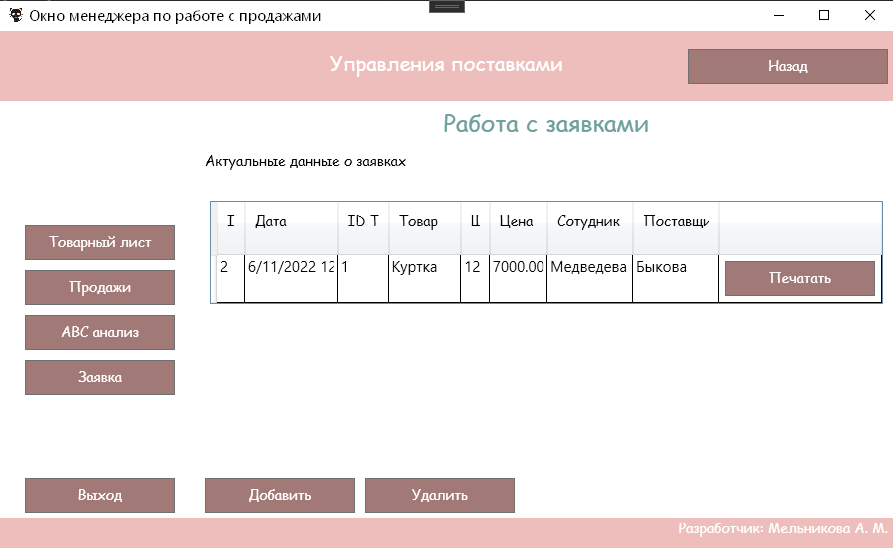 Окно менеджера по работе с продажами
Управления поставками
Назад
Работа с заявками
Актуальные данные о заявках
I Дата ID Т Товар Ц Цена Сотудник Поставщи
2 6/11/2022 12 1 Куртка 12 7000.00 Медведева Быкова Печатать
Товарный лист
Продажи
АВС анализ
Заявка
Выход Добавить Удалить
Разработчик: Мельникова А. М.